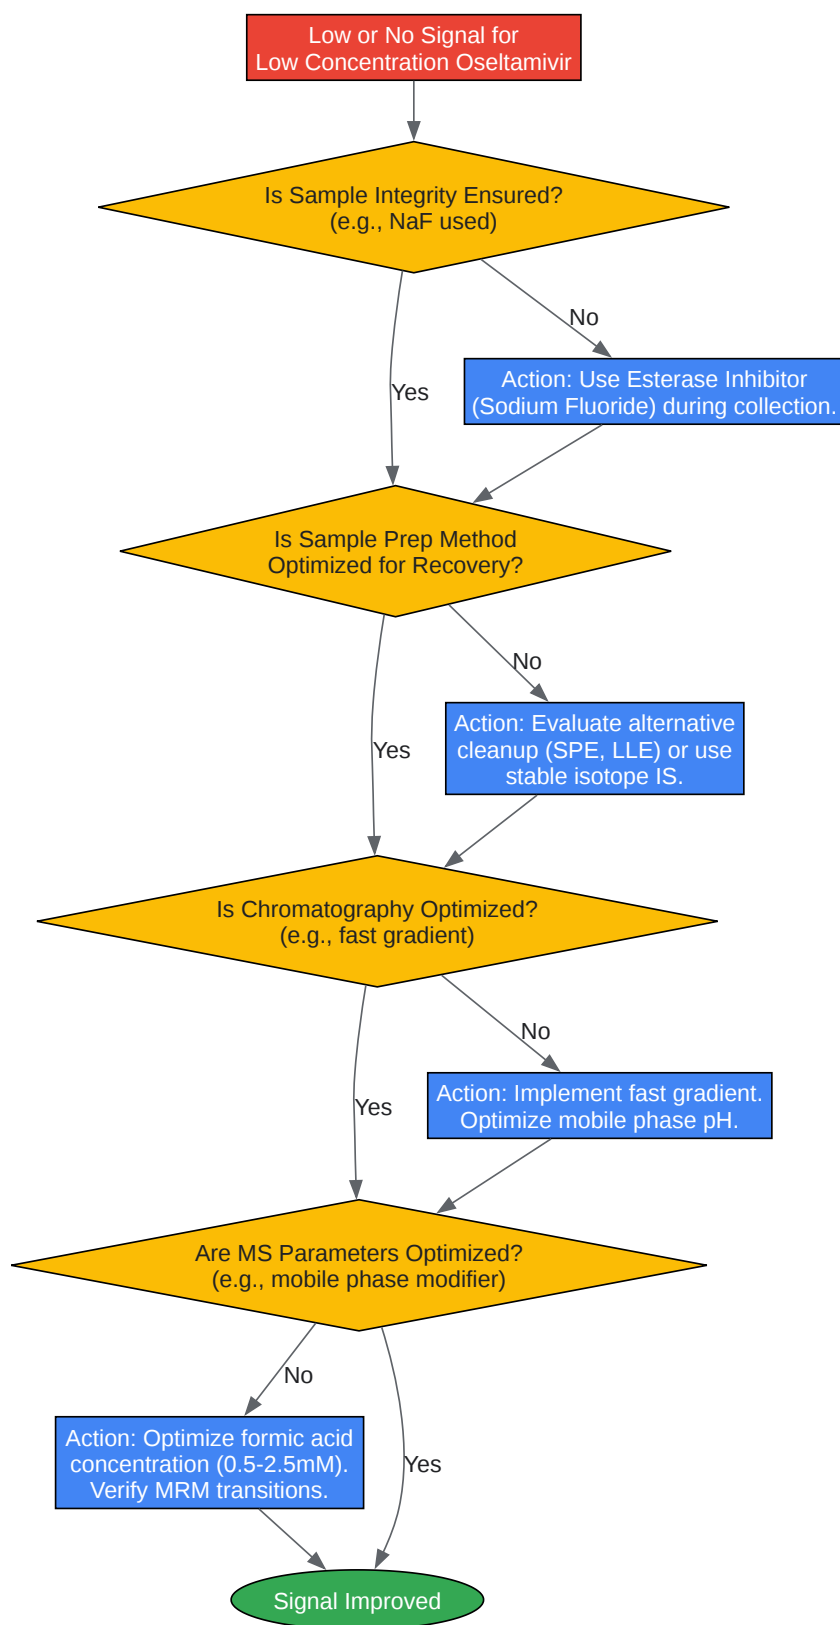 Low or No Signal for
Low Concentration Oseltamivir
Is Sample Integrity Ensured?
(e.g., NaF used)
No
Action: Use Esterase Inhibitor
(Sodium Fluoride) during collection.
Yes
Is Sample Prep Method
Optimized for Recovery?
No
Action: Evaluate alternative
cleanup (SPE, LLE) or use
stable isotope IS.
Yes
Is Chromatography Optimized?
(e.g., fast gradient)
No
Action: Implement fast gradient.
Optimize mobile phase pH.
Yes
Are MS Parameters Optimized?
(e.g., mobile phase modifier)
No
Action: Optimize formic acid
concentration (0.5-2.5mM).
Verify MRM transitions.
Yes
Signal Improved